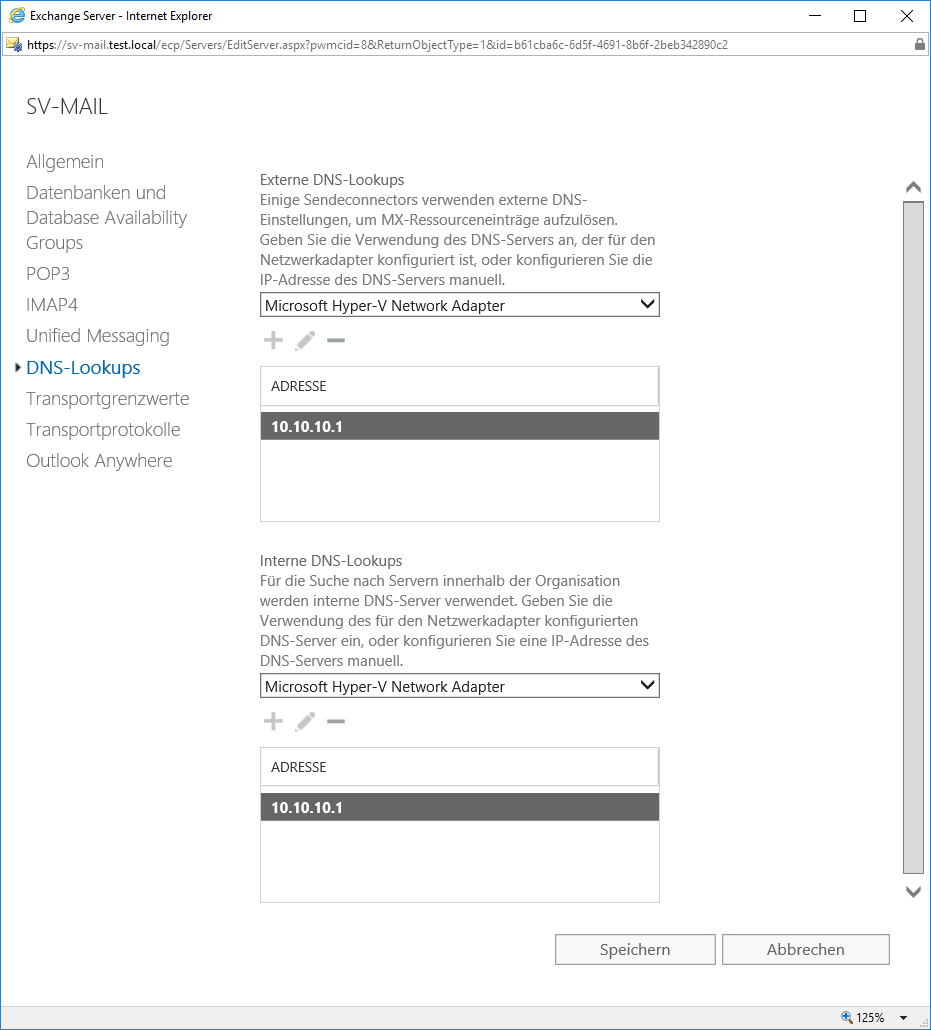 Exchange Server - Internet Explorer
https://sv-mail.test.local/ecp/Servers/EditServer.aspx?pwmcid=8&ReturnObjectType=1&id=b61cba6c-6d5f-4691-8b6f-2beb342890c2
SV-MAIL
Allgemein
Datenbanken und
Database Availability
Groups
POP3
IMAP4
Unified Messaging
DNS-Lookups
Transportgrenzwerte
Transportprotokolle
Outlook Anywhere
Externe DNS-Lookups
Einige Sendeconnectors verwenden externe DNS-
Einstellungen, um MX-Ressourceneinträge aufzulösen.
Geben Sie die Verwendung des DNS-Servers an, der für den
Netzwerkadapter konfiguriert ist, oder konfigurieren Sie die
IP-Adresse des DNS-Servers manuell.
Microsoft Hyper-V Network Adapter
ADRESSE
10.10.10.1
Interne DNS-Lookups
Für die Suche nach Servern innerhalb der Organisation
werden interne DNS-Server verwendet. Geben Sie die
Verwendung des für den Netzwerkadapter konfigurierten
DNS-Server ein, oder konfigurieren Sie eine IP-Adresse des
DNS-Servers manuell.
Microsoft Hyper-V Network Adapter
ADRESSE
10.10.10.1
Speichern
Abbrechen
125%